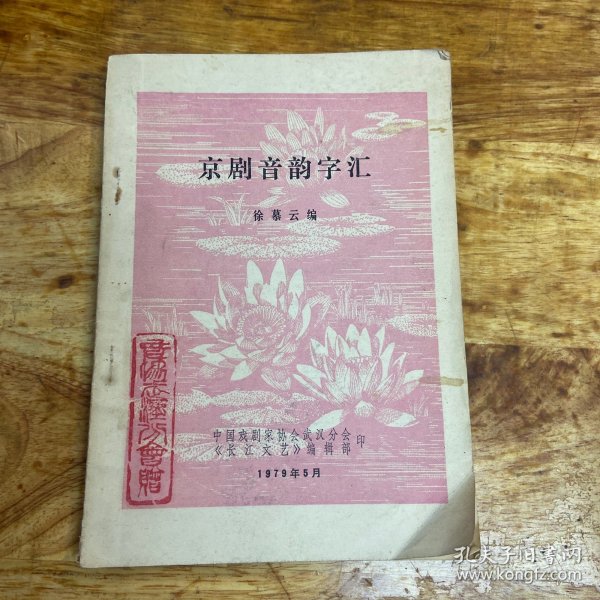 京剧音韵字汇
徐慕云编
中国戏剧家协会武汉分会
《长江文艺》编辑部
印
1979年5月
孔夫子旧书网
www.kongfz.com